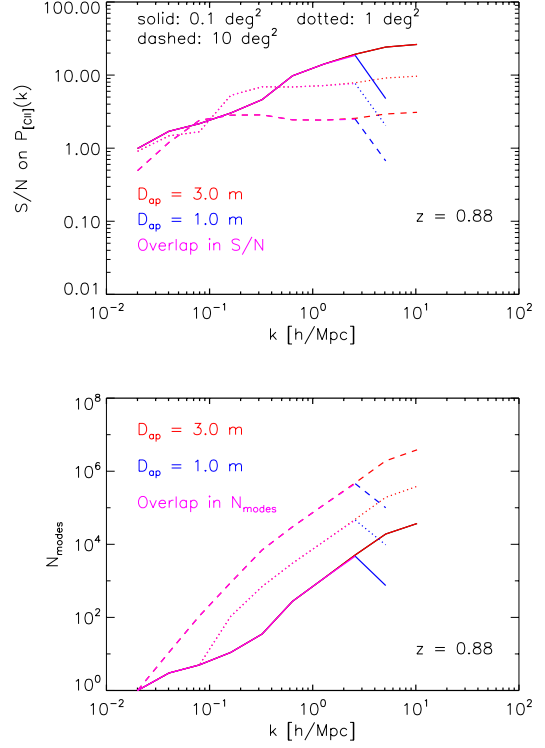 solid: 0.1 deg² dotted: 1 deg²
dashed: 10 deg²
100.00
10.00
1.00
0.10
0.01
S/N on P[CII](k)
D_ap = 3.0 m
D_ap = 1.0 m
Overlap in S/N
z = 0.88
10⁻² 10⁻¹ 10⁰ 10¹ 10²
k [h/Mpc]
10⁸
10⁶
10⁴
10²
10⁰
N_modes
D_ap = 3.0 m
D_ap = 1.0 m
Overlap in N_modes
z = 0.88
10⁻² 10⁻¹ 10⁰ 10¹ 10²
k [h/Mpc]